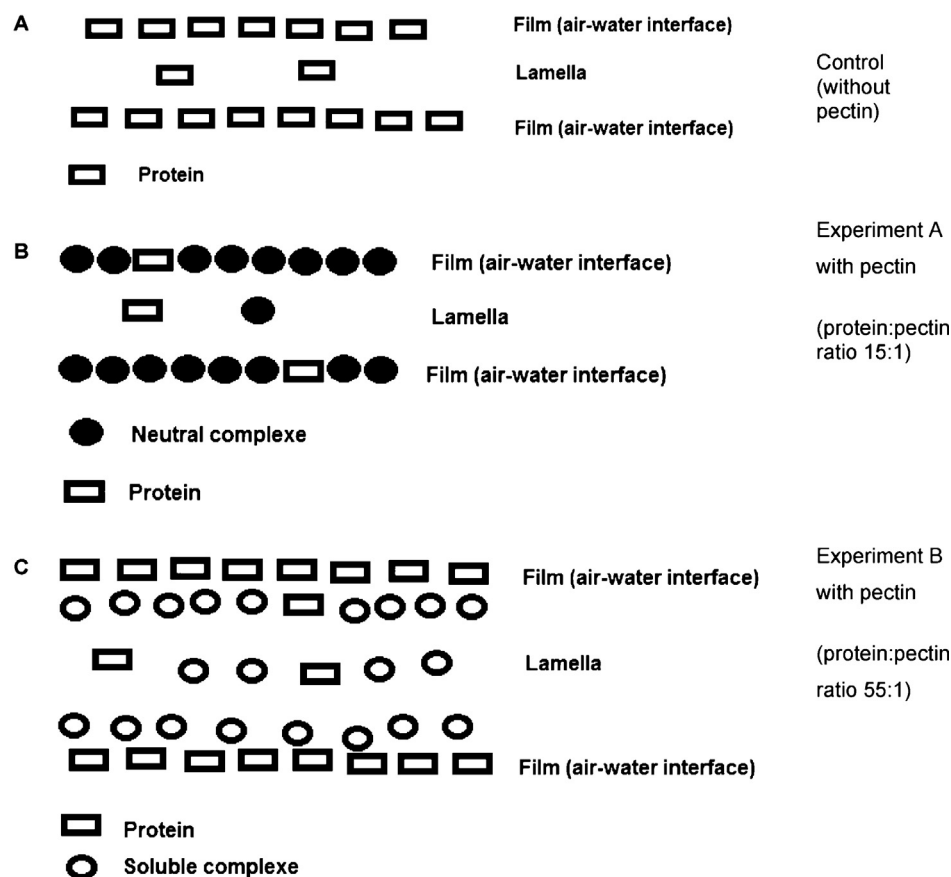 A
Film (air-water interface)
Lamella
Film (air-water interface)
Control
(without
pectin)
Protein
B
Film (air-water interface)
Lamella
Film (air-water interface)
Experiment A
with pectin
(protein:pectin
ratio 15:1)
Neutral complexe
Protein
C
Film (air-water interface)
Lamella
Film (air-water interface)
Experiment B
with pectin
(protein:pectin
ratio 55:1)
Protein
Soluble complexe